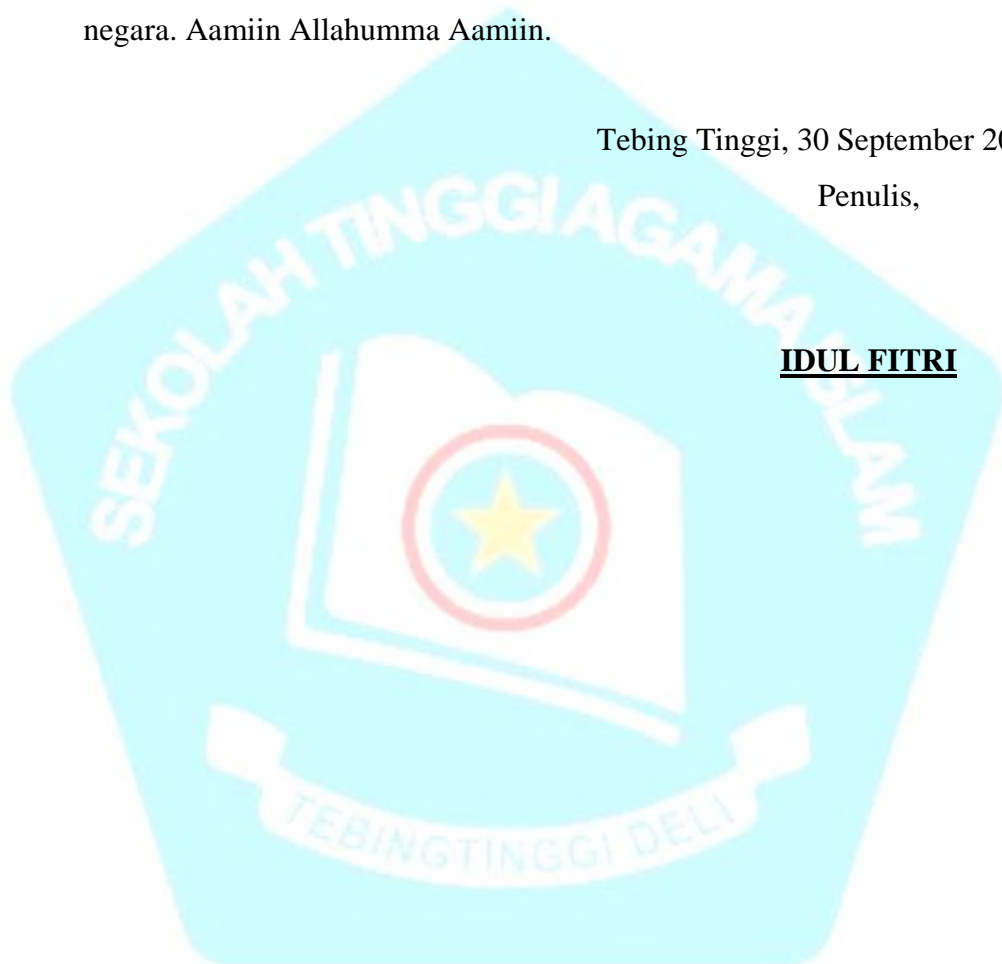 negara. Aamiin Allahumma Aamiin.
Tebing Tinggi, 30 September 20
Penulis,
IDUL FITRI
SEKOLAH TINGGI AGAMA ISLAM
TEBINGTINGGI DELI